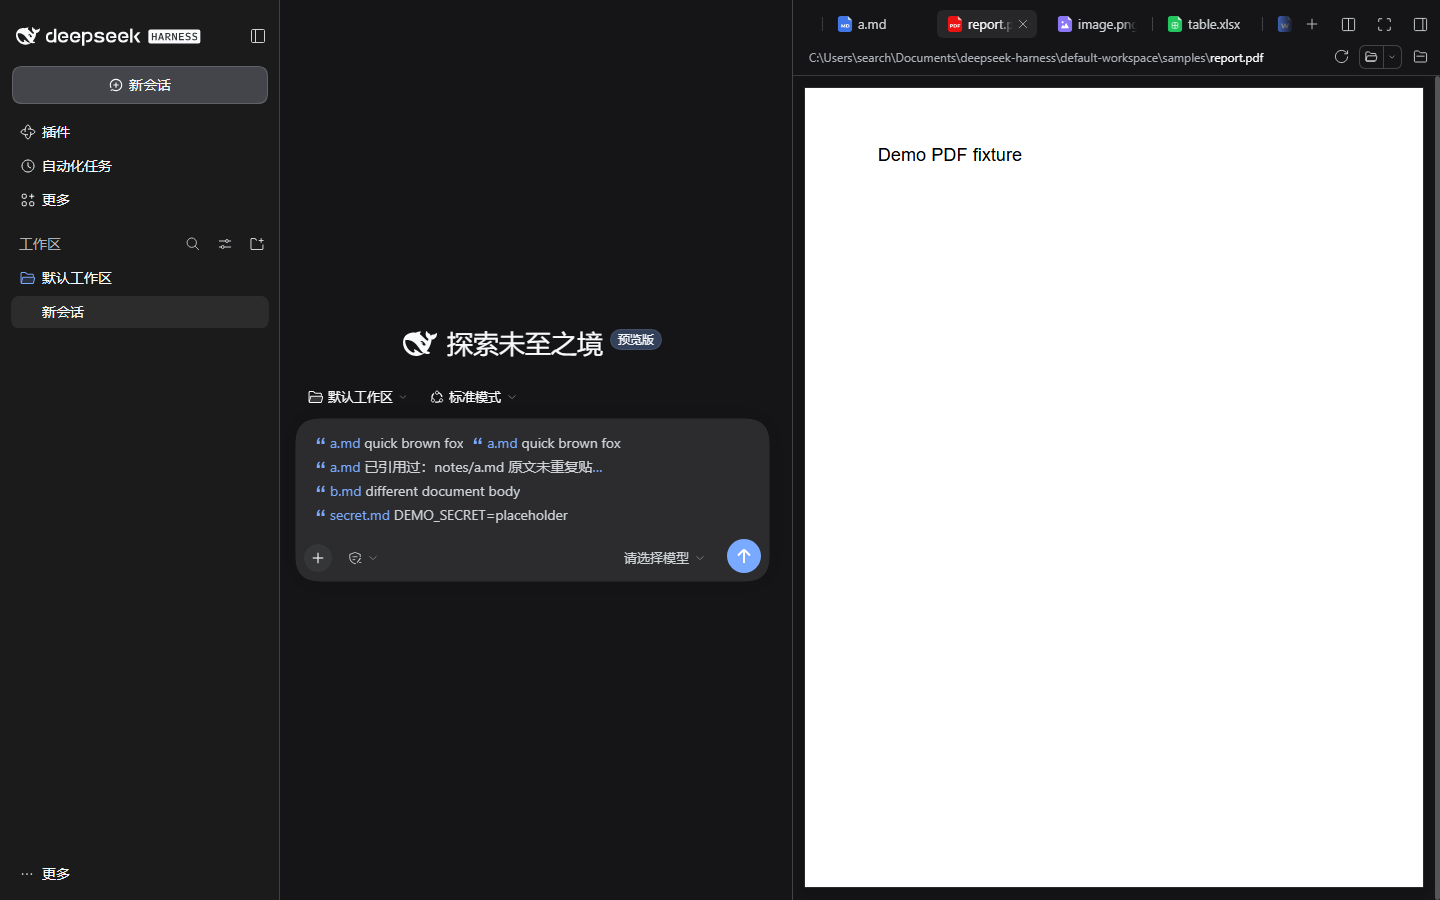 deepseek HARNESS
新会话
插件
自动化任务
更多
工作区
默认工作区
新会话
更多
探索未至之境 预览版
默认工作区 标准模式
“ a.md quick brown fox “ a.md quick brown fox
“ a.md 已引用过：notes/a.md 原文未重复贴...
“ b.md different document body
“ secret.md DEMO_SECRET=placeholder
请选择模型
a.md report.p image.png table.xlsx
C:\Users\search\Documents\deepseek-harness\default-workspace\samples\report.pdf
Demo PDF fixture